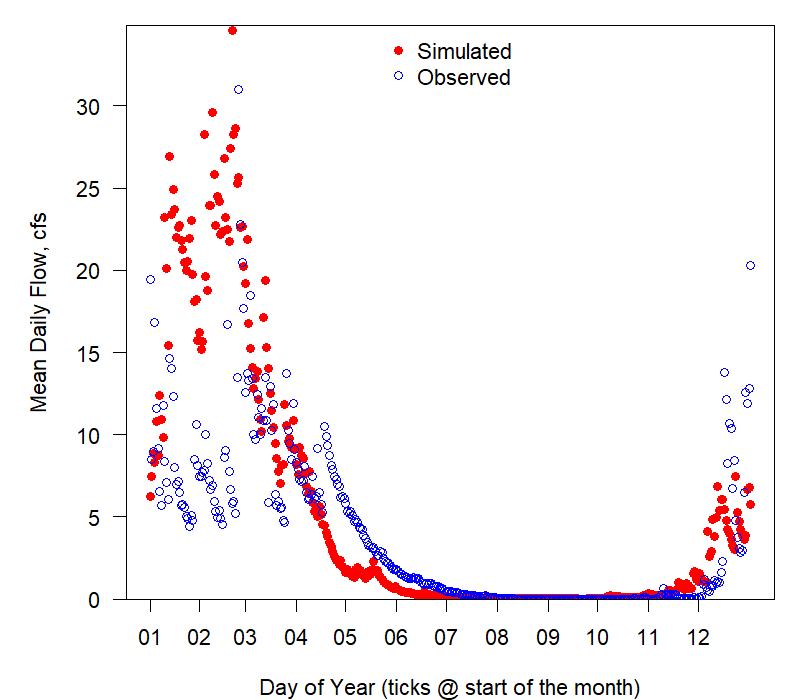 Simulated
Observed
30
25
20
15
10
5
0
Mean Daily Flow, cfs
01 02 03 04 05 06 07 08 09 10 11 12
Day of Year (ticks @ start of the month)